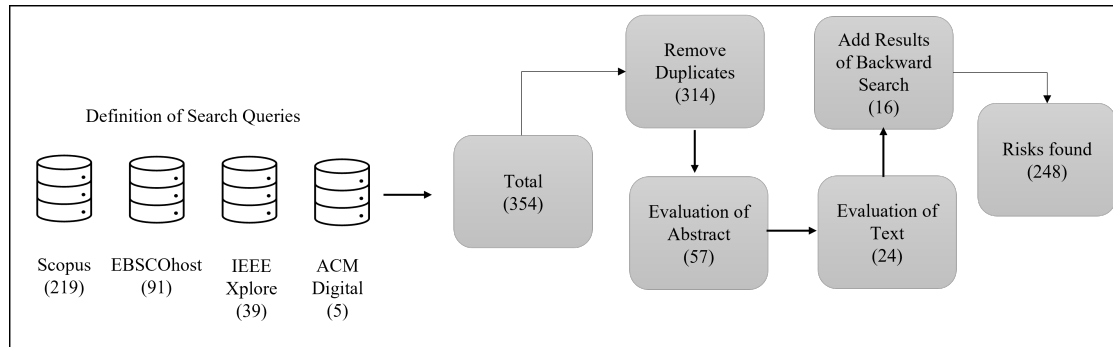 Definition of Search Queries
Scopus
(219)
EBSCOhost
(91)
IEEE
Xplore
(39)
ACM
Digital
(5)
Total
(354)
Remove
Duplicates
(314)
Evaluation of
Abstract
(57)
Evaluation of
Text
(24)
Add Results
of Backward
Search
(16)
Risks found
(248)